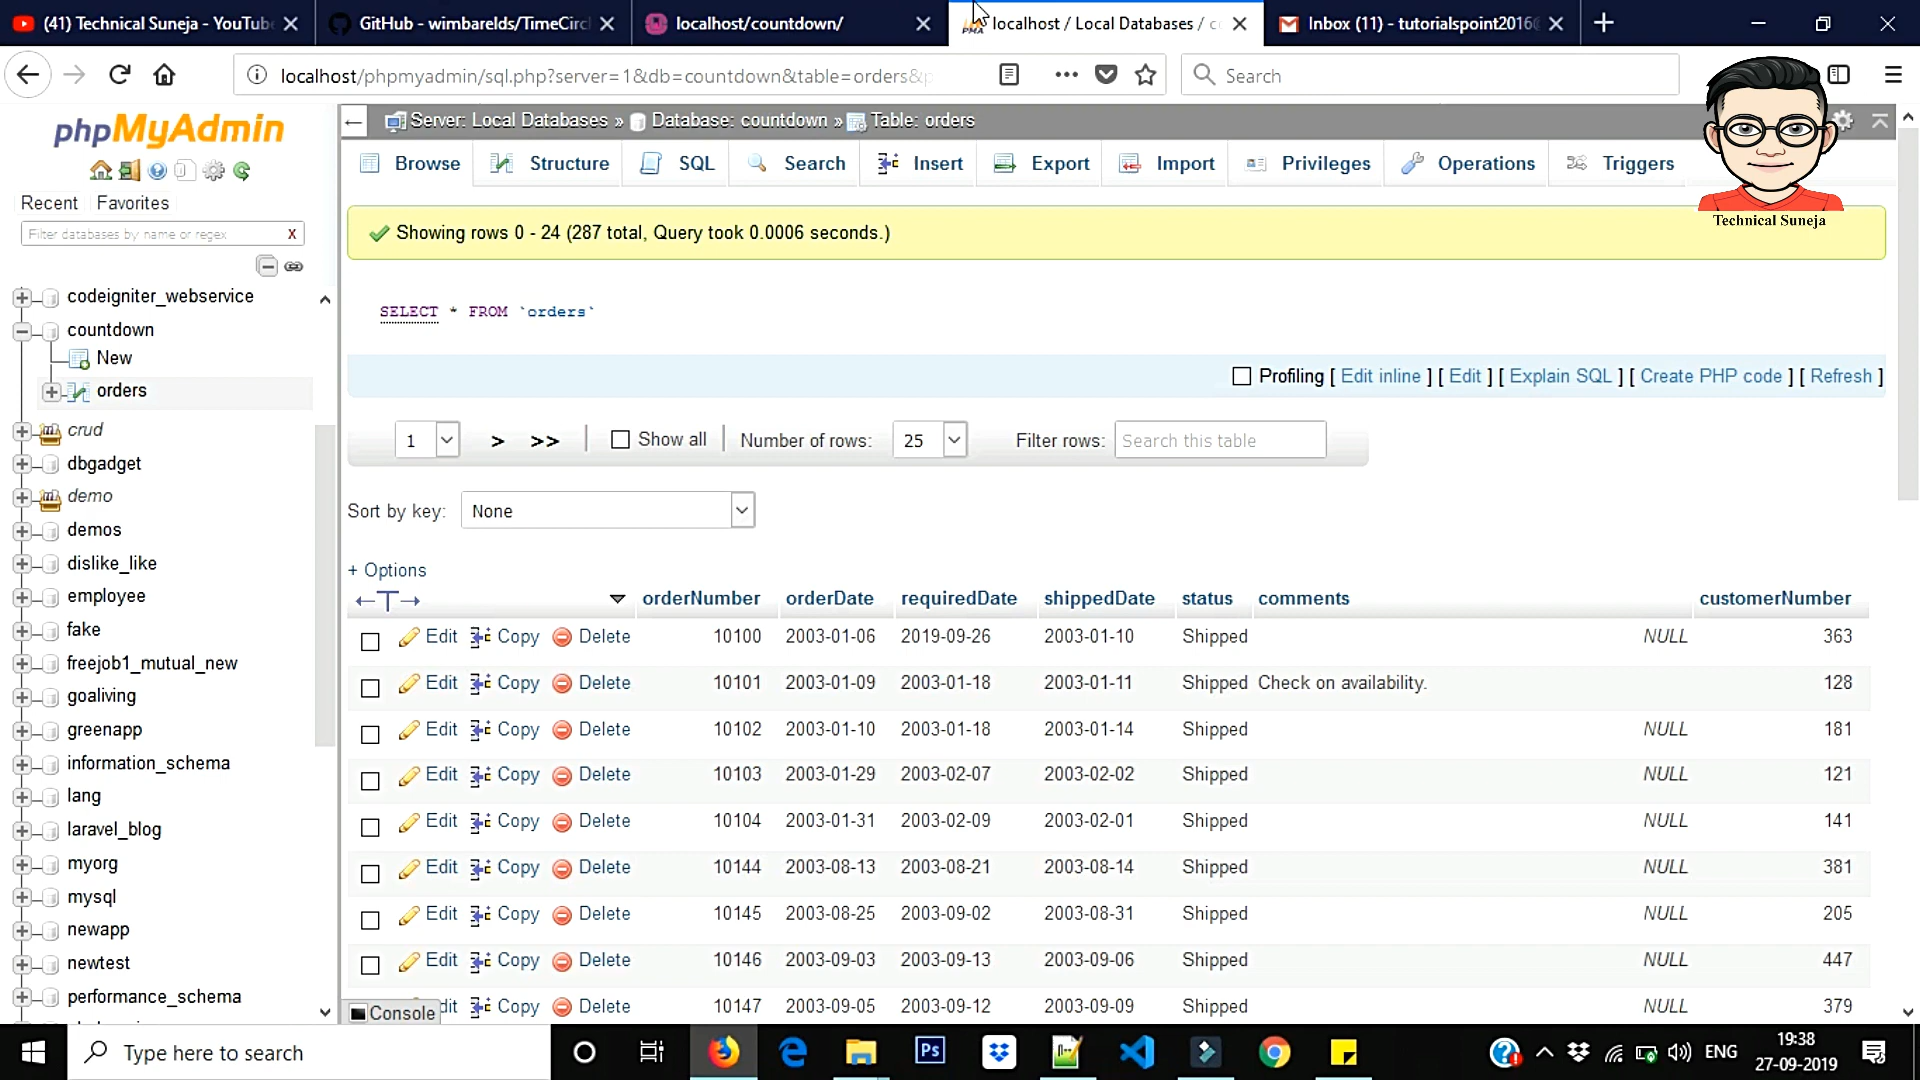 (41) Technical Suneja - YouTube
GitHub - wimbarelds/TimeCircl
localhost/countdown/
localhost / Local Databases / co
Inbox (11) - tutorialspoint2016@
localhost/phpmyadmin/sql.php?server=1&db=countdown&table=orders&p
Search
phpMyAdmin
Recent Favorites
Filter databases by name or regex X
codeigniter_webservice
countdown
New
orders
crud
dbgadget
demo
demos
dislike_like
employee
fake
freejob1_mutual_new
goaliving
greenapp
information_schema
lang
laravel_blog
myorg
mysql
newapp
newtest
performance_schema
Server: Local Databases » Database: countdown » Table: orders
Browse Structure SQL Search Insert Export Import Privileges Operations Triggers
Technical Suneja
Showing rows 0 - 24 (287 total, Query took 0.0006 seconds.)
SELECT * FROM `orders`
Profiling [ Edit inline ] [ Edit ] [ Explain SQL ] [ Create PHP code ] [ Refresh ]
1 > >> Show all Number of rows: 25 Filter rows: Search this table
Sort by key: None
+ Options
←T→ orderNumber orderDate requiredDate shippedDate status comments customerNumber
Edit Copy Delete 10100 2003-01-06 2019-09-26 2003-01-10 Shipped NULL 363
Edit Copy Delete 10101 2003-01-09 2003-01-18 2003-01-11 Shipped Check on availability. 128
Edit Copy Delete 10102 2003-01-10 2003-01-18 2003-01-14 Shipped NULL 181
Edit Copy Delete 10103 2003-01-29 2003-02-07 2003-02-02 Shipped NULL 121
Edit Copy Delete 10104 2003-01-31 2003-02-09 2003-02-01 Shipped NULL 141
Edit Copy Delete 10144 2003-08-13 2003-08-21 2003-08-14 Shipped NULL 381
Edit Copy Delete 10145 2003-08-25 2003-09-02 2003-08-31 Shipped NULL 205
Edit Copy Delete 10146 2003-09-03 2003-09-13 2003-09-06 Shipped NULL 447
dit Copy Delete 10147 2003-09-05 2003-09-12 2003-09-09 Shipped NULL 379
Console
Type here to search
Ps
ENG
19:38
27-09-2019